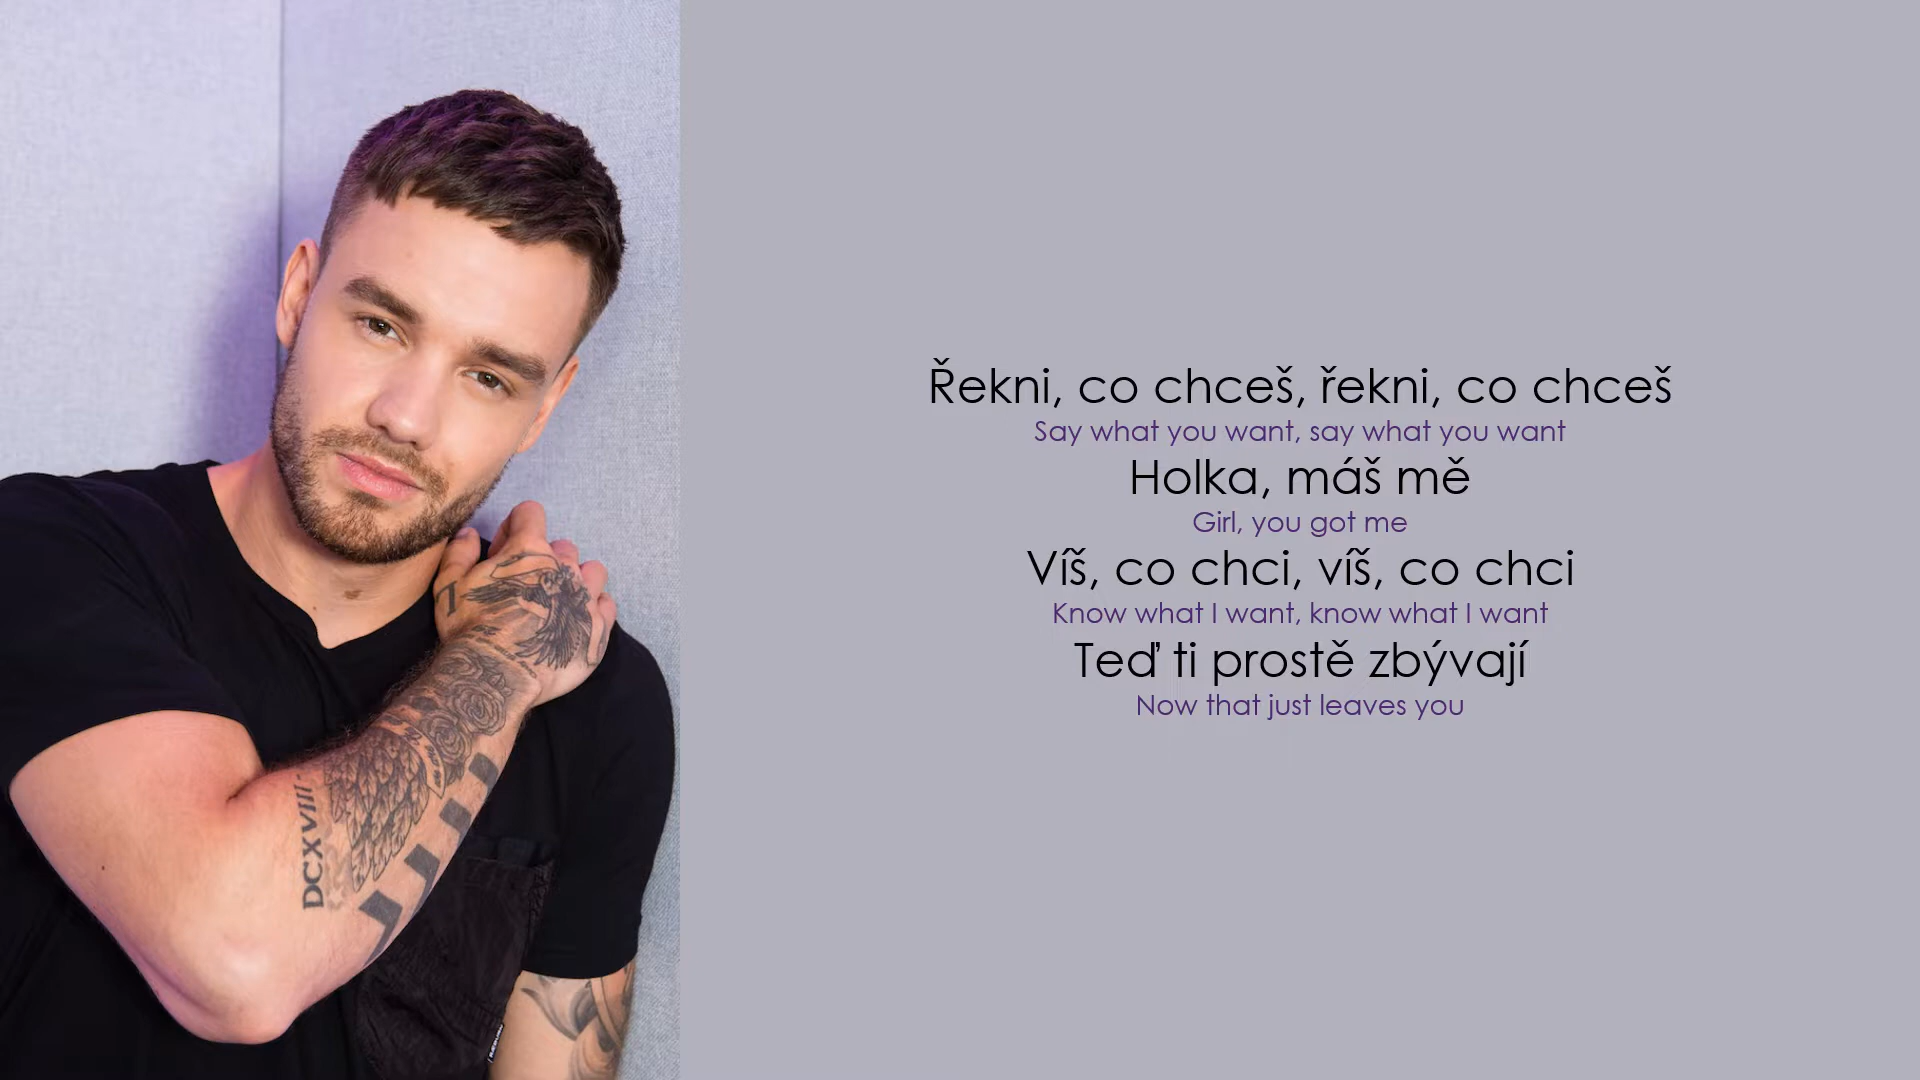 Řekni, co chceš, řekni, co chceš
Say what you want, say what you want
Holka, máš mě
Girl, you got me
Víš, co chci, víš, co chci
Know what I want, know what I want
Teď ti prostě zbývají
Now that just leaves you
DCXVIII